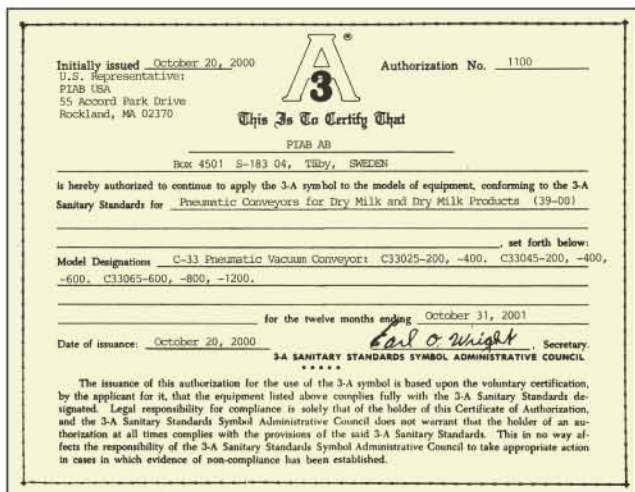 Initially issued October 20, 2000
U.S. Representative:
PIAB USA
55 Accord Park Drive
Rockland, MA 02370
A
3
®
Authorization No. 1100
This Is To Certify That
PIAB AB
Box 4501 S-183 04, Täby, SWEDEN
is hereby authorized to continue to apply the 3-A symbol to the models of equipment, conforming to the 3-A
Sanitary Standards for Pneumatic Conveyors for Dry Milk and Dry Milk Products (39-00)
, set forth below:
Model Designations C-33 Pneumatic Vacuum Conveyor: C33025-200, -400. C33045-200, -400,
-600. C33065-600, -800, -1200.
for the twelve months ending October 31, 2001
Date of issuance: October 20, 2000 Earl O. Wright, Secretary.
3-A SANITARY STANDARDS SYMBOL ADMINISTRATIVE COUNCIL
* * * * *
The issuance of this authorization for the use of the 3-A symbol is based upon the voluntary certification,
by the applicant for it, that the equipment listed above complies fully with the 3-A Sanitary Standards de-
signated. Legal responsibility for compliance is solely that of the holder of this Certificate of Authorization,
and the 3-A Sanitary Standards Symbol Administrative Council does not warrant that the holder of an au-
thorization at all times complies with the provisions of the said 3-A Sanitary Standards. This in no way af-
fects the responsibility of the 3-A Sanitary Standards Symbol Administrative Council to take appropriate action
in cases in which evidence of non-compliance has been established.